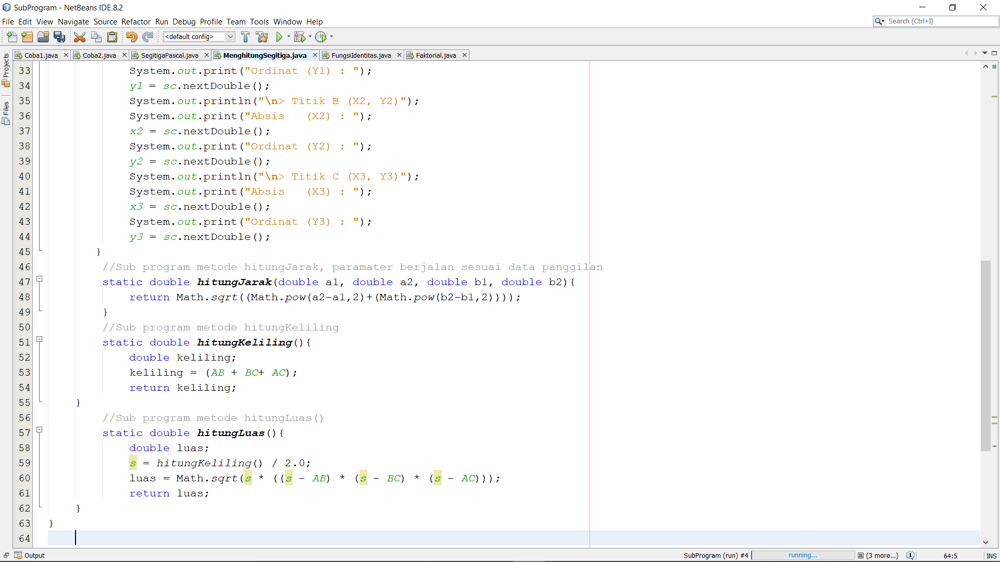 SubProgram - NetBeans IDE 8.2
File Edit View Navigate Source Refactor Run Debug Profile Team Tools Window Help
Search (Ctrl+I)
<default config>
Projects
Files
Coba1.java Coba2.java SegitigaPascal.java MenghitungSegitiga.java FungsiIdentitas.java Faktorial.java
33 System.out.print("Ordinat (Y1) : ");
34 y1 = sc.nextDouble();
35 System.out.println("\n> Titik B (X2, Y2)");
36 System.out.print("Absis   (X2) : ");
37 x2 = sc.nextDouble();
38 System.out.print("Ordinat (Y2) : ");
39 y2 = sc.nextDouble();
40 System.out.println("\n> Titik C (X3, Y3)");
41 System.out.print("Absis   (X3) : ");
42 x3 = sc.nextDouble();
43 System.out.print("Ordinat (Y3) : ");
44 y3 = sc.nextDouble();
45 }
46 //Sub program metode hitungJarak, paramater berjalan sesuai data panggilan
47 static double hitungJarak(double a1, double a2, double b1, double b2){
48 return Math.sqrt((Math.pow(a2-a1,2)+(Math.pow(b2-b1,2))));
49 }
50 //Sub program metode hitungKeliling
51 static double hitungKeliling(){
52 double keliling;
53 keliling = (AB + BC+ AC);
54 return keliling;
55 }
56 //Sub program metode hitungLuas()
57 static double hitungLuas(){
58 double luas;
59 s = hitungKeliling() / 2.0;
60 luas = Math.sqrt(s * ((s - AB) * (s - BC) * (s - AC)));
61 return luas;
62 }
63 }
64
Output
SubProgram (run) #4 running... (3 more...) 1 64:5 INS